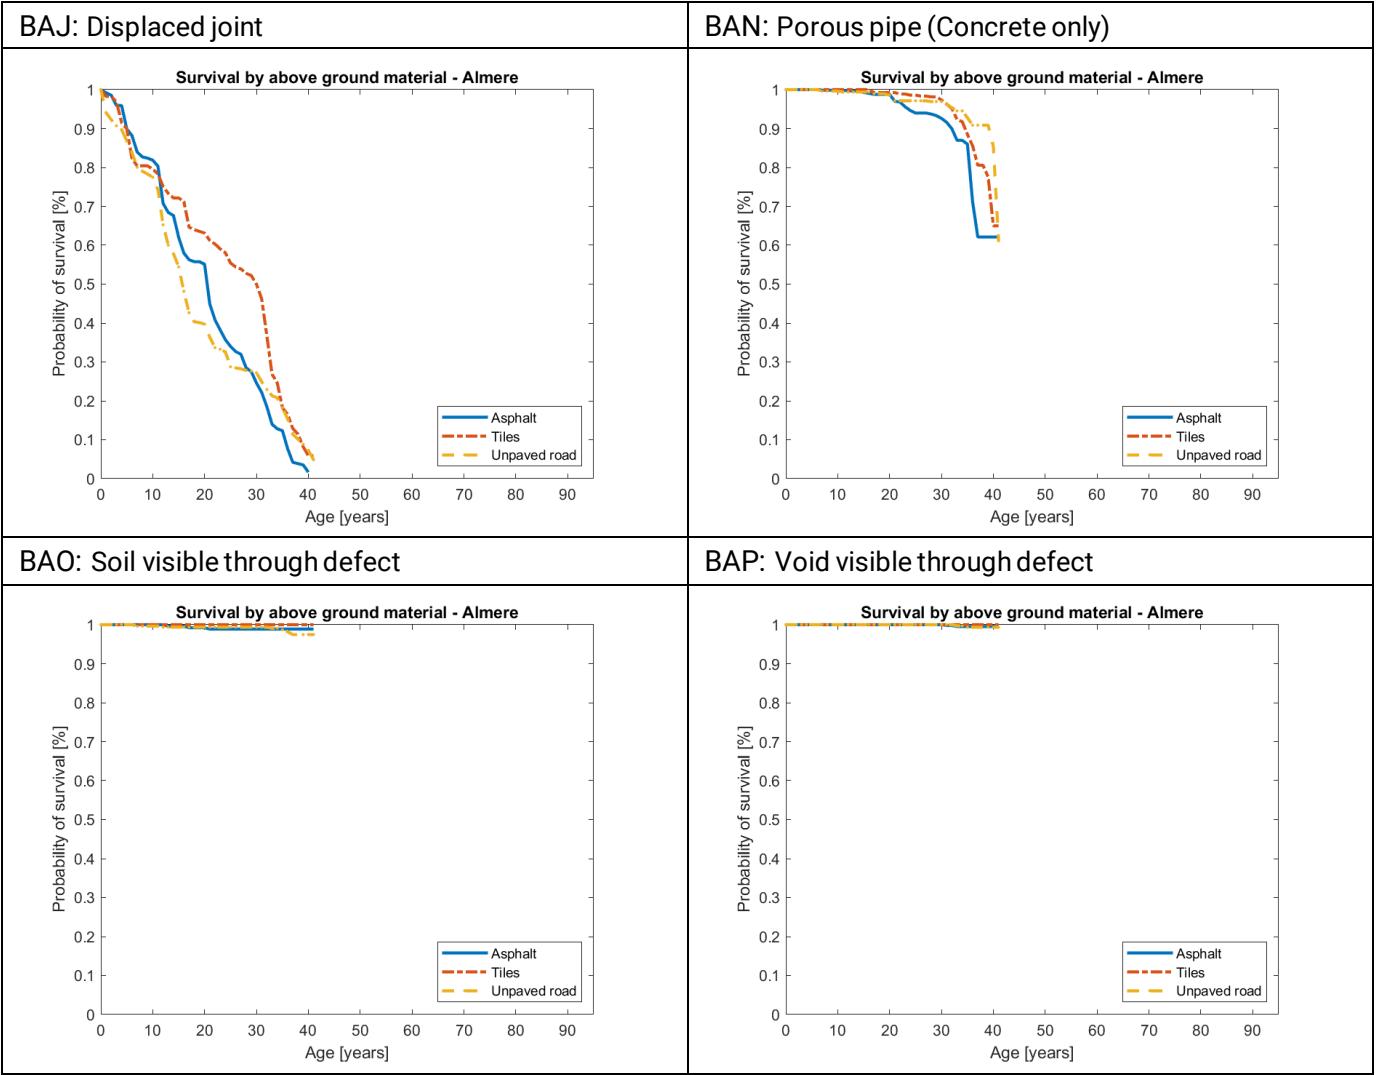 BAJ: Displaced joint
BAN: Porous pipe (Concrete only)
Survival by above ground material - Almere
1
0.9
0.8
0.7
0.6
0.5
0.4
0.3
0.2
0.1
0
Probability of survival [%]
Asphalt
Tiles
Unpaved road
0 10 20 30 40 50 60 70 80 90
Age [years]
Survival by above ground material - Almere
1
0.9
0.8
0.7
0.6
0.5
0.4
0.3
0.2
0.1
0
Probability of survival [%]
Asphalt
Tiles
Unpaved road
0 10 20 30 40 50 60 70 80 90
Age [years]
BAO: Soil visible through defect
BAP: Void visible through defect
Survival by above ground material - Almere
1
0.9
0.8
0.7
0.6
0.5
0.4
0.3
0.2
0.1
0
Probability of survival [%]
Asphalt
Tiles
Unpaved road
0 10 20 30 40 50 60 70 80 90
Age [years]
Survival by above ground material - Almere
1
0.9
0.8
0.7
0.6
0.5
0.4
0.3
0.2
0.1
0
Probability of survival [%]
Asphalt
Tiles
Unpaved road
0 10 20 30 40 50 60 70 80 90
Age [years]